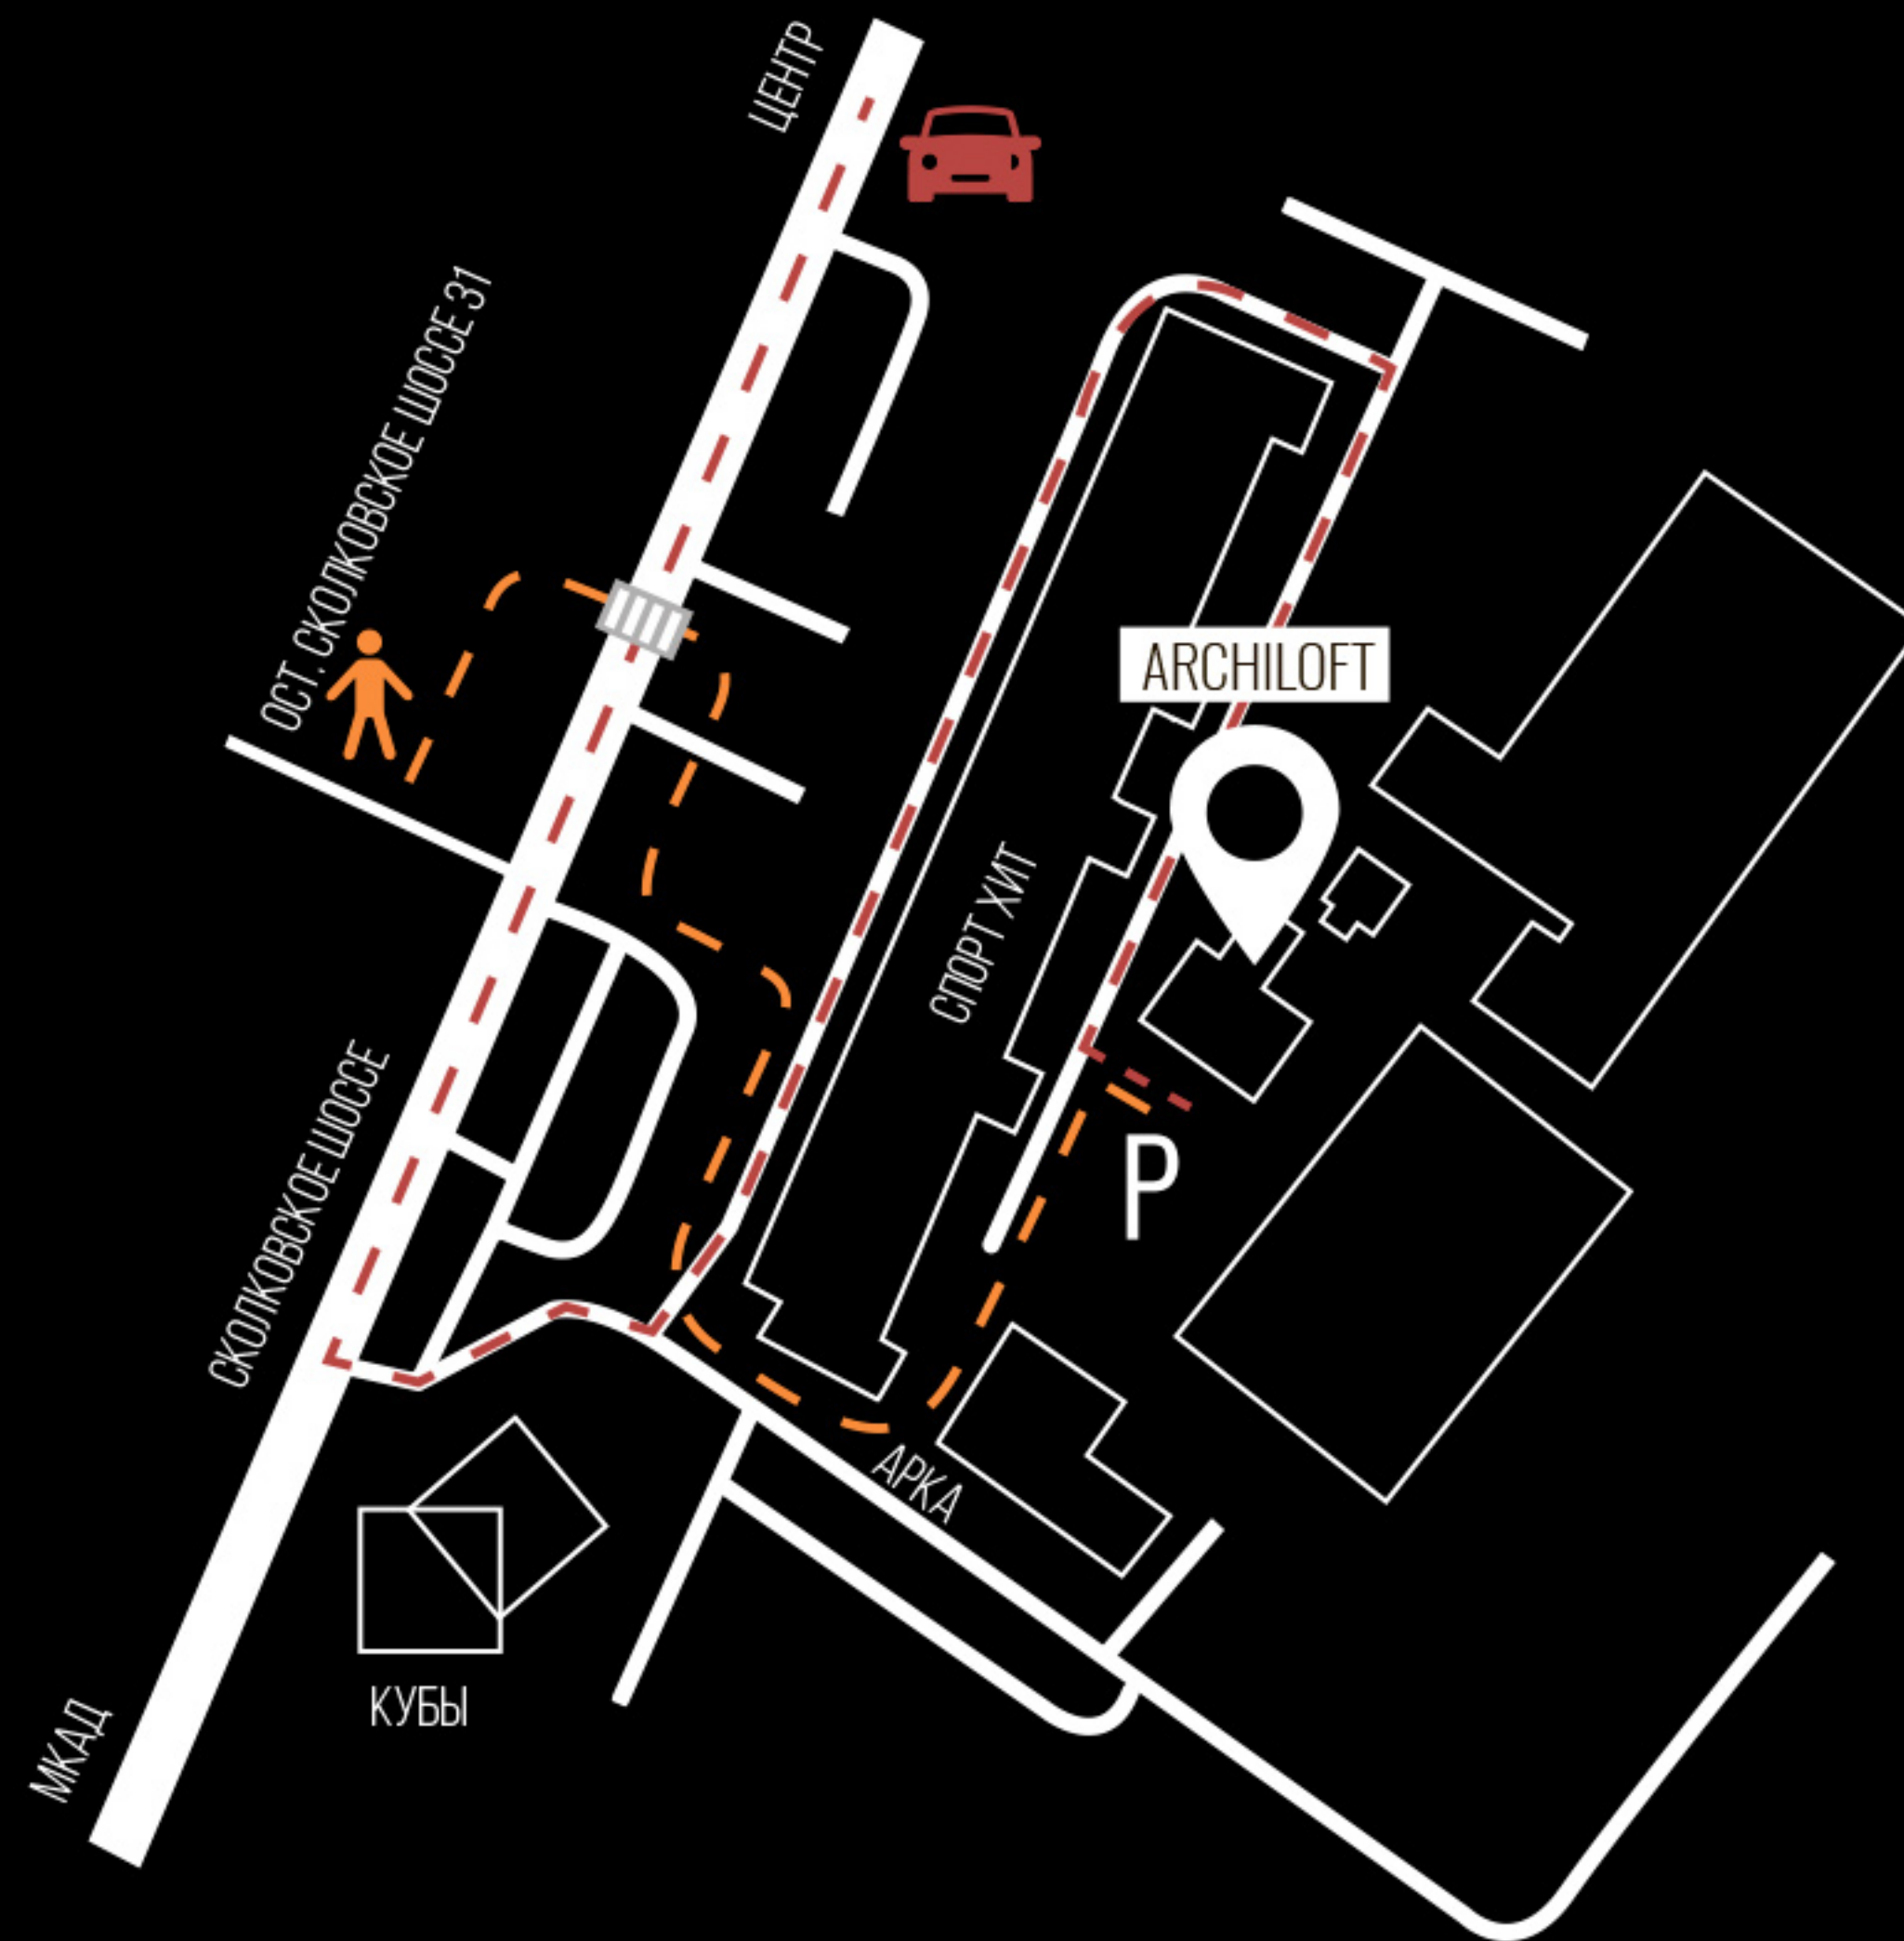 ЦЕНТР
ОСТ. СКОЛКОВСКОЕ ШОССЕ 31
ARCHILOFT
СПОРТ ХИТ
СКОЛКОВСКОЕ ШОССЕ
P
АРКА
КУБЫ
МКАД